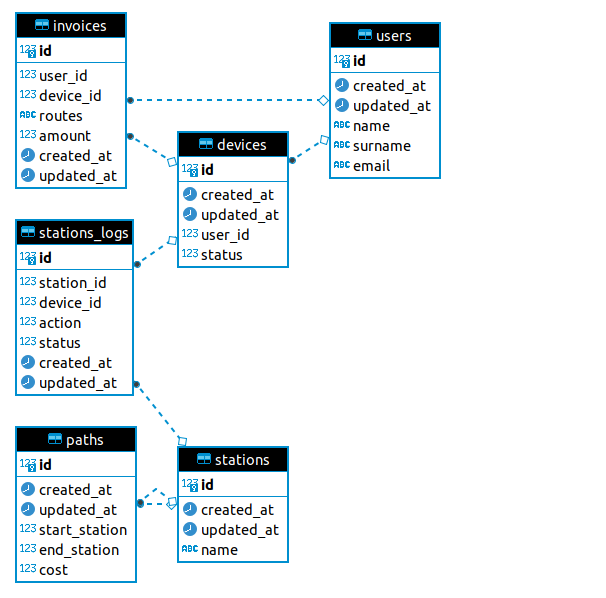 invoices
123 id
123 user_id
123 device_id
ABC routes
123 amount
created_at
updated_at
users
123 id
created_at
updated_at
ABC name
ABC surname
ABC email
devices
123 id
created_at
updated_at
123 user_id
123 status
stations_logs
123 id
123 station_id
123 device_id
123 action
123 status
created_at
updated_at
paths
123 id
created_at
updated_at
123 start_station
123 end_station
123 cost
stations
123 id
created_at
updated_at
ABC name